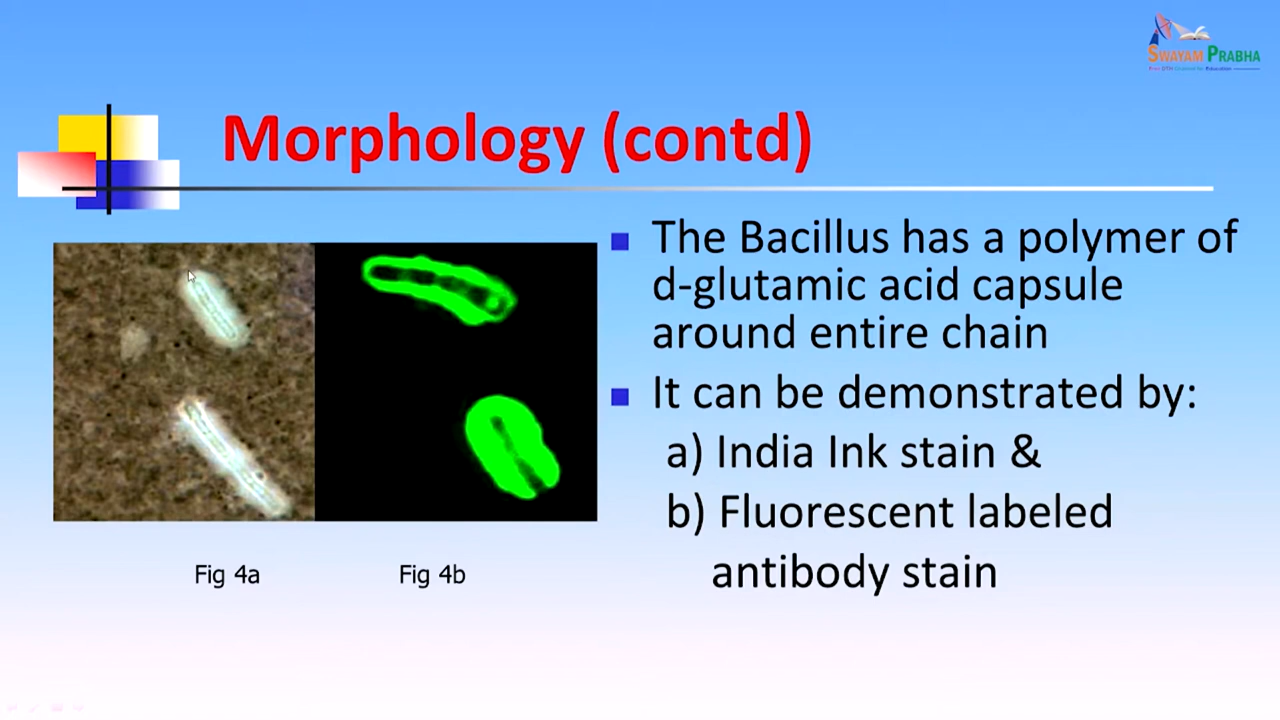 SWAYAM PRABHA
Morphology (contd)
The Bacillus has a polymer of
d-glutamic acid capsule
around entire chain
It can be demonstrated by:
a) India Ink stain &
b) Fluorescent labeled
antibody stain
Fig 4a
Fig 4b